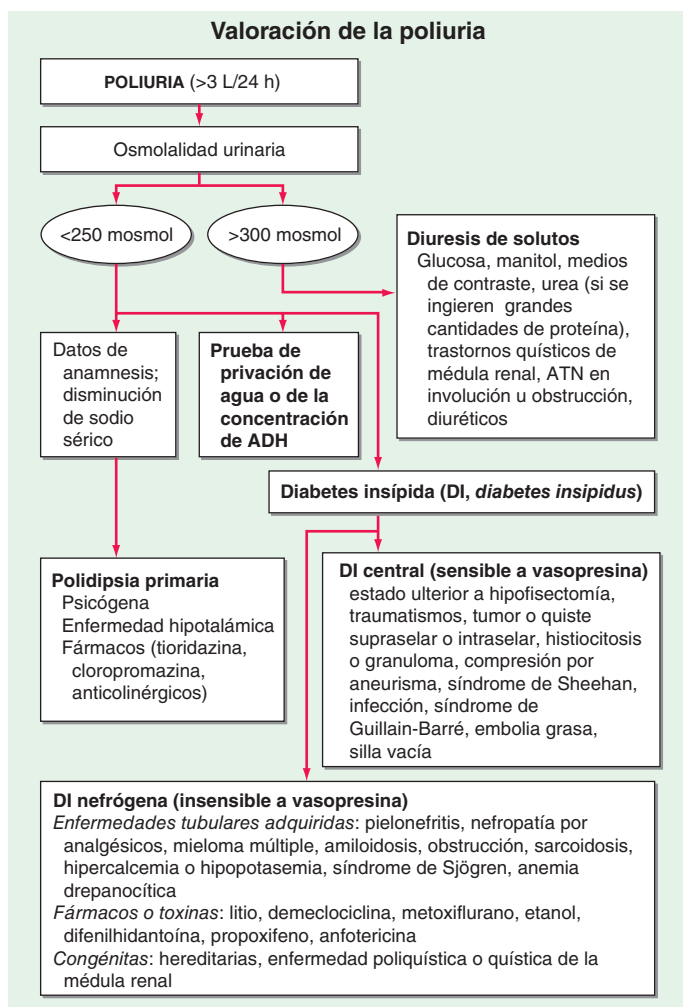 Valoración de la poliuria
POLIURIA (>3 L/24 h)
Osmolalidad urinaria
<250 mosmol
>300 mosmol
Diuresis de solutos
Glucosa, manitol, medios
de contraste, urea (si se
ingieren grandes
cantidades de proteína),
trastornos quísticos de
médula renal, ATN en
involución u obstrucción,
diuréticos
Datos de
anamnesis;
disminución
de sodio
sérico
Prueba de
privación de
agua o de la
concentración
de ADH
Diabetes insípida (DI, diabetes insipidus)
Polidipsia primaria
Psicógena
Enfermedad hipotalámica
Fármacos (tioridazina,
cloropromazina,
anticolinérgicos)
DI central (sensible a vasopresina)
estado ulterior a hipofisectomía,
traumatismos, tumor o quiste
supraselar o intraselar, histiocitosis
o granuloma, compresión por
aneurisma, síndrome de Sheehan,
infección, síndrome de
Guillain-Barré, embolia grasa,
silla vacía
DI nefrógena (insensible a vasopresina)
Enfermedades tubulares adquiridas: pielonefritis, nefropatía por
analgésicos, mieloma múltiple, amiloidosis, obstrucción, sarcoidosis,
hipercalcemia o hipopotasemia, síndrome de Sjögren, anemia
drepanocítica
Fármacos o toxinas: litio, demeclociclina, metoxiflurano, etanol,
difenilhidantoína, propoxifeno, anfotericina
Congénitas: hereditarias, enfermedad poliquística o quística de la
médula renal